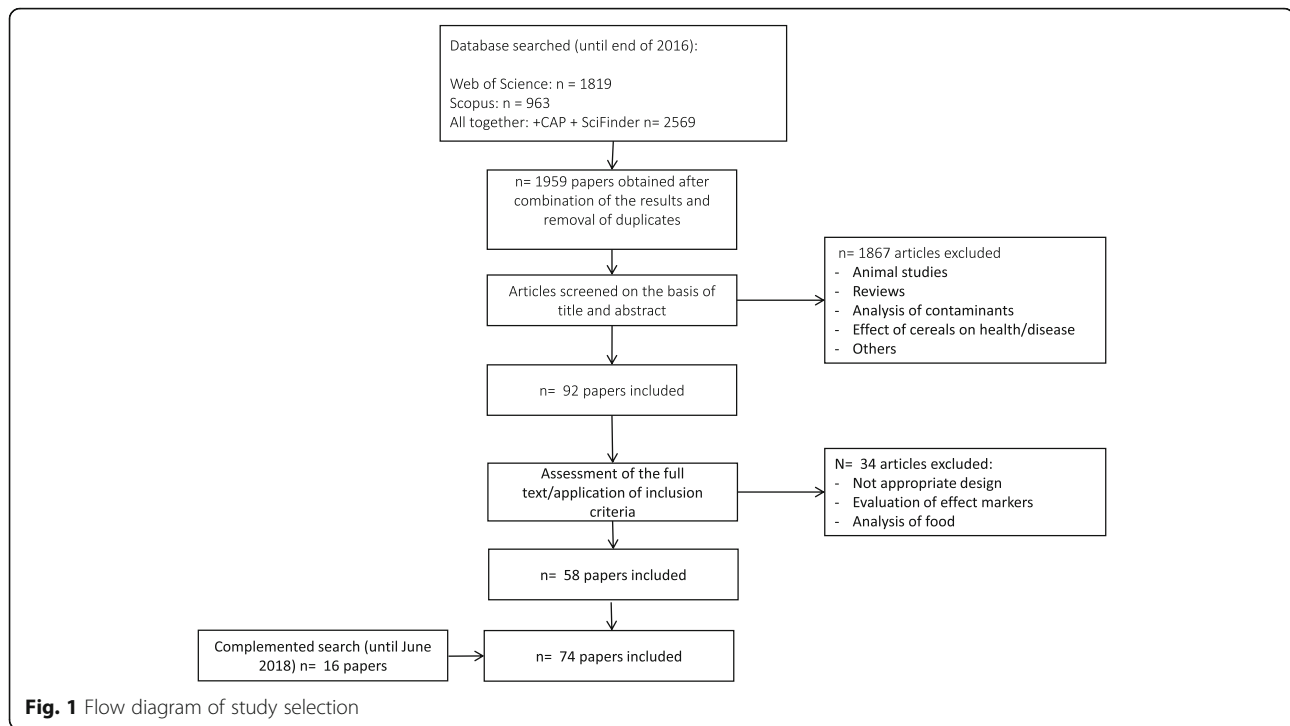 Database searched (until end of 2016):
Web of Science: n = 1819
Scopus: n = 963
All together: +CAP + SciFinder n= 2569
n= 1959 papers obtained after
combination of the results and
removal of duplicates
n= 1867 articles excluded
- Animal studies
- Reviews
- Analysis of contaminants
- Effect of cereals on health/disease
- Others
Articles screened on the basis of
title and abstract
n= 92 papers included
Assessment of the full
text/application of inclusion
criteria
N= 34 articles excluded:
- Not appropriate design
- Evaluation of effect markers
- Analysis of food
n= 58 papers included
Complemented search (until June
2018) n= 16 papers
n= 74 papers included
Fig. 1 Flow diagram of study selection